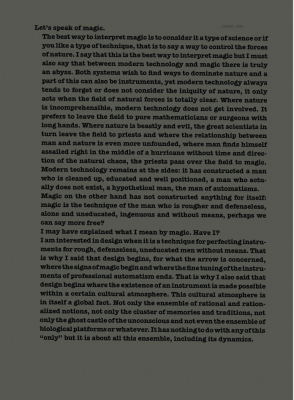 Let's speak of magic.
The best way to interpret magic is to consider it a type of science or if
you like a type of technique, that is to say a way to control the forces
of nature. I say that this is the best way to interpret magic but I must
also say that between modern technology and magic there is truly
an abyss. Both systems wish to find ways to dominate nature and a
part of this can also be instruments, yet modern technology always
tends to forget or does not consider the iniquity of nature, it only
acts when the field of natural forces is totally clear. Where nature
is incomprehensible, modern technology does not get involved. It
prefers to leave the field to pure mathematicians or surgeons with
long hands. Where nature is beastly and evil, the great scientists in
turn leave the field to priests and where the relationship between
man and nature is even more unfounded, where man finds himself
assailed right in the middle of a hurricane without time and direc-
tion of the natural chaos, the priests pass over the field to magic.
Modern technology remains at the sides: it has constructed a man
who is cleaned up, educated and well positioned, a man who actu-
ally does not exist, a hypothetical man, the man of automatisms.
Magic on the other hand has not constructed anything for itself:
magic is the technique of the man who is rougher and defenseless,
alone and uneducated, ingenuous and without means, perhaps we
can say more free?
I may have explained what I mean by magic. Have I?
I am interested in design when it is a technique for perfecting instru-
ments for rough, defenseless, uneducated men without means. That
is why I said that design begins, for what the arrow is concerned,
where the signs of magic begin and where the fine tuning of the instru-
ments of professional automatism ends. That is why I also said that
design begins where the existence of an instrument is made possible
within a certain cultural atmosphere. This cultural atmosphere is
in itself a global fact. Not only the ensemble of rational and ration-
alized notions, not only the cluster of memories and traditions, not
only the ghost castle of the unconscious and not even the ensemble of
biological platforms or whatever. It has nothing to do with any of this
"only" but it is about all this ensemble, including its dynamics.